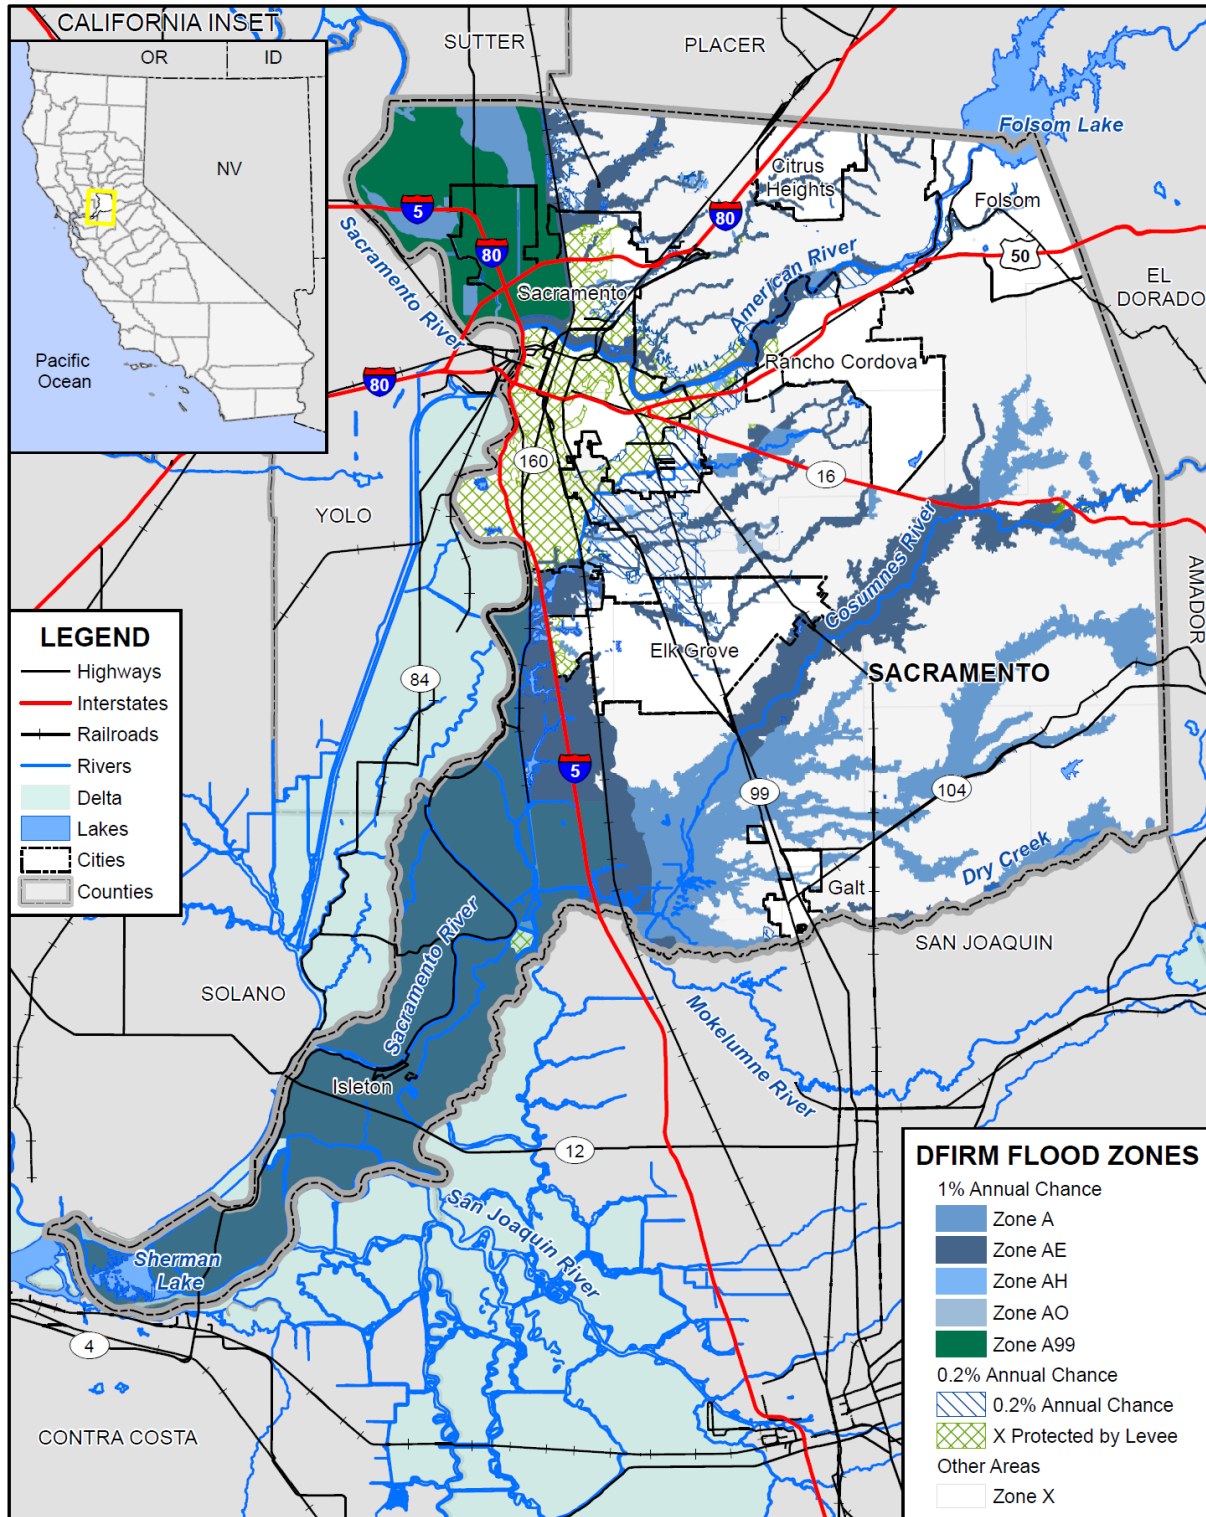 CALIFORNIA INSET
OR
ID
NV
Pacific
Ocean
SUTTER
PLACER
Folsom Lake
Citrus
Heights
Folsom
5
80
80
50
Sacramento River
Sacramento
American River
EL
DORADO
80
Rancho Cordova
160
16
YOLO
Cosumnes River
AMADOR
Elk Grove
SACRAMENTO
84
5
99
104
Dry Creek
Galt
SAN JOAQUIN
SOLANO
Sacramento River
Mokelumne River
Isleton
12
San Joaquin River
Sherman
Lake
4
CONTRA COSTA
LEGEND
Highways
Interstates
Railroads
Rivers
Delta
Lakes
Cities
Counties
DFIRM FLOOD ZONES
1% Annual Chance
Zone A
Zone AE
Zone AH
Zone AO
Zone A99
0.2% Annual Chance
0.2% Annual Chance
X Protected by Levee
Other Areas
Zone X